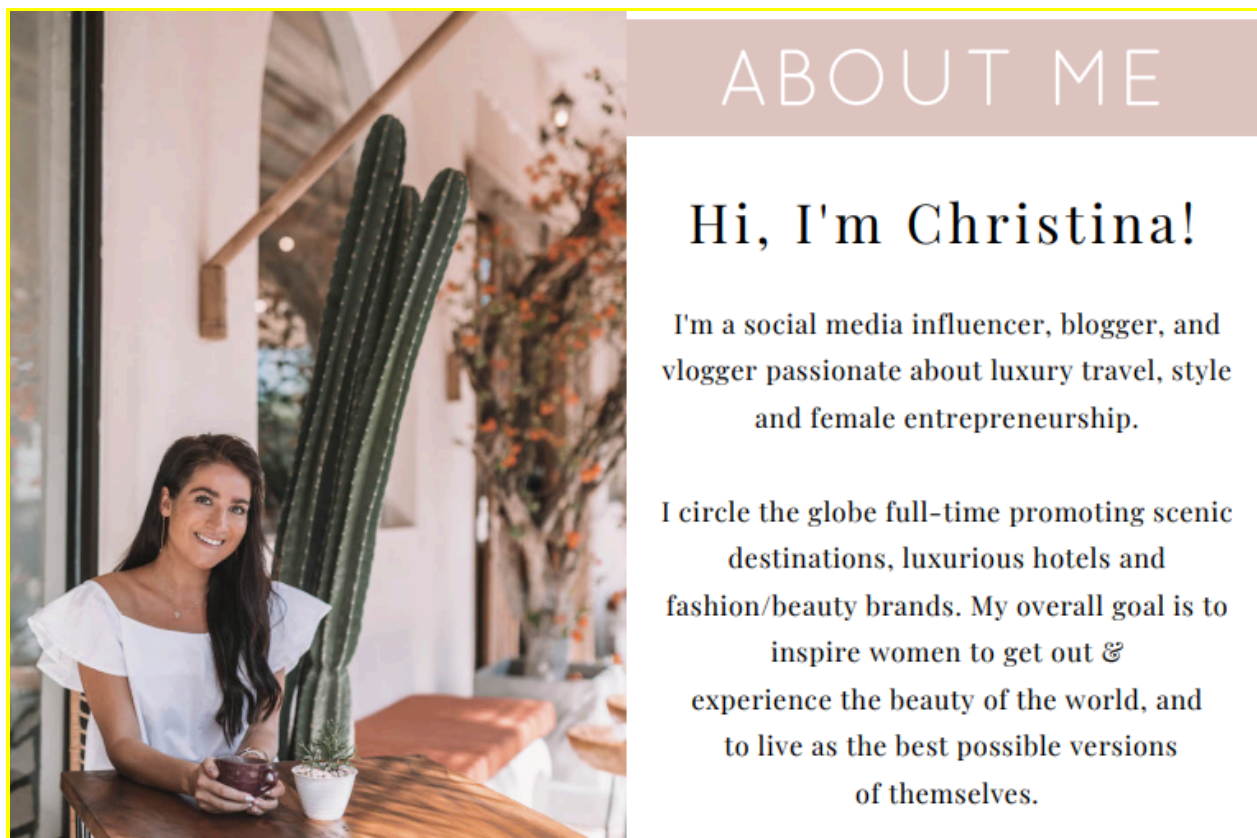 ABOUT ME
Hi, I'm Christina!
I'm a social media influencer, blogger, and
vlogger passionate about luxury travel, style
and female entrepreneurship.
I circle the globe full-time promoting scenic
destinations, luxurious hotels and
fashion/beauty brands. My overall goal is to
inspire women to get out &
experience the beauty of the world, and
to live as the best possible versions
of themselves.